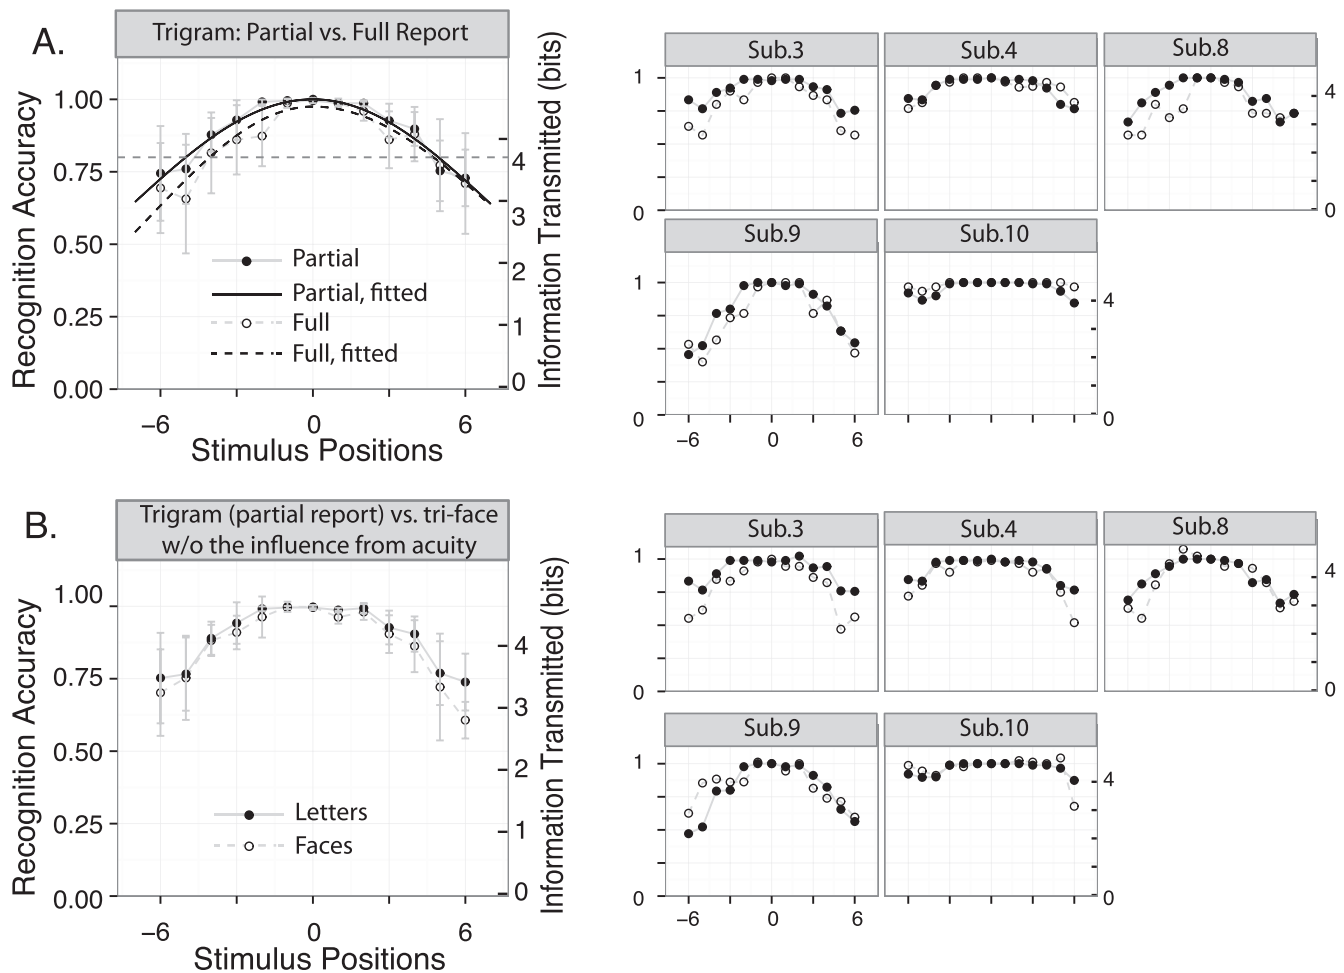 A.
Trigram: Partial vs. Full Report
Recognition Accuracy
1.00
0.75
0.50
0.25
0.00
Partial
Partial, fitted
Full
Full, fitted
4
3
2
1
0
Information Transmitted (bits)
−6 0 6
Stimulus Positions
Sub.3 Sub.4 Sub.8
1
0
4
0
Sub.9 Sub.10
1
0
4
0
−6 0 6
B.
Trigram (partial report) vs. tri-face
w/o the influence from acuity
Recognition Accuracy
1.00
0.75
0.50
0.25
0.00
Letters
Faces
4
3
2
1
0
Information Transmitted (bits)
−6 0 6
Stimulus Positions
Sub.3 Sub.4 Sub.8
1
0
4
0
Sub.9 Sub.10
1
0
4
0
−6 0 6